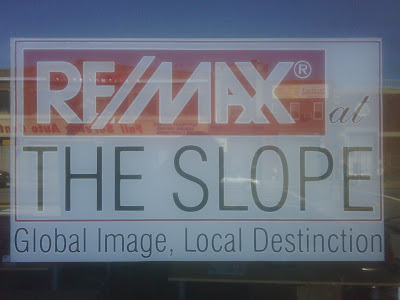 RE/MAX® at
THE SLOPE
Global Image, Local Destinction